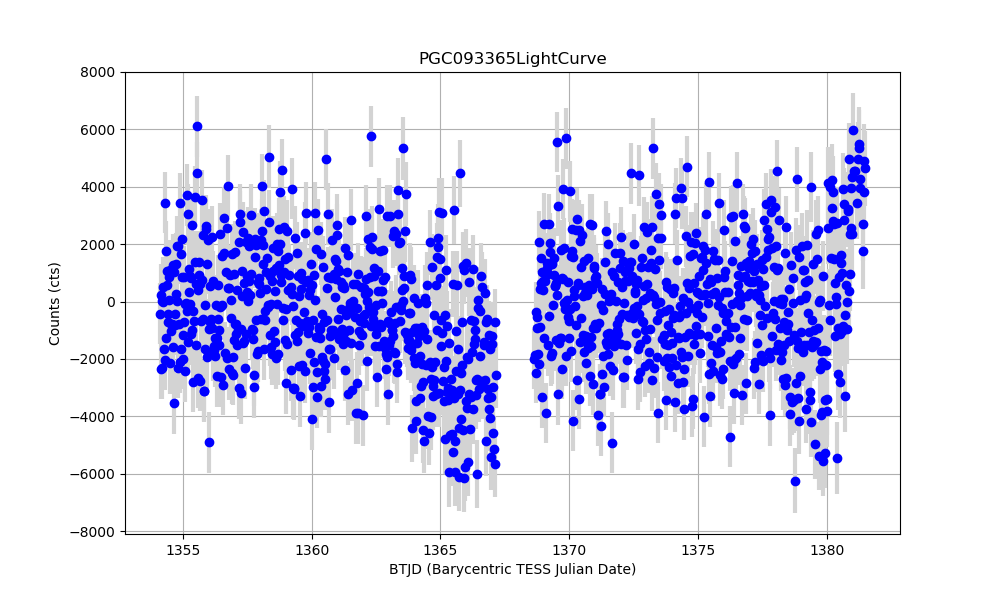 PGC093365LightCurve
8000
6000
4000
2000
0
−2000
−4000
−6000
−8000
Counts (cts)
1355 1360 1365 1370 1375 1380
BTJD (Barycentric TESS Julian Date)